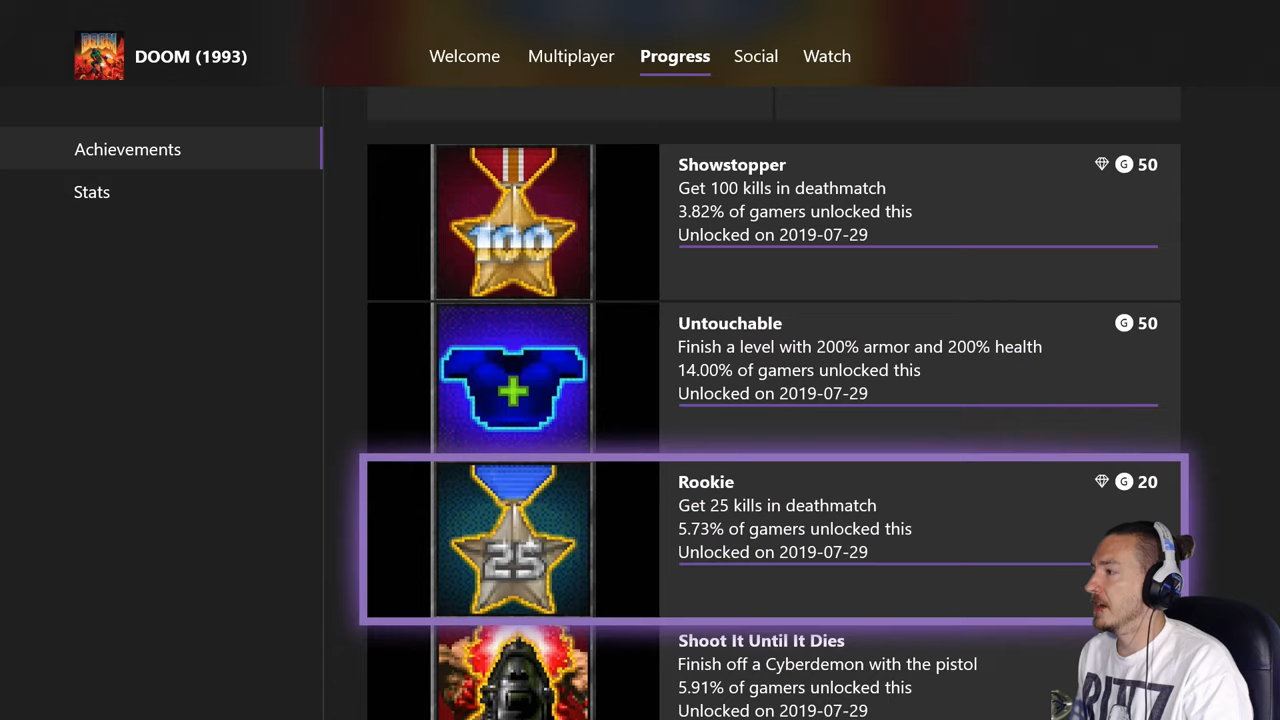 DOOM
DOOM (1993)
Welcome
Multiplayer
Progress
Social
Watch
Achievements
Stats
100
Showstopper
G 50
Get 100 kills in deathmatch
3.82% of gamers unlocked this
Unlocked on 2019-07-29
Untouchable
G 50
Finish a level with 200% armor and 200% health
14.00% of gamers unlocked this
Unlocked on 2019-07-29
25
Rookie
G 20
Get 25 kills in deathmatch
5.73% of gamers unlocked this
Unlocked on 2019-07-29
Shoot It Until It Dies
Finish off a Cyberdemon with the pistol
5.91% of gamers unlocked this
Unlocked on 2019-07-29